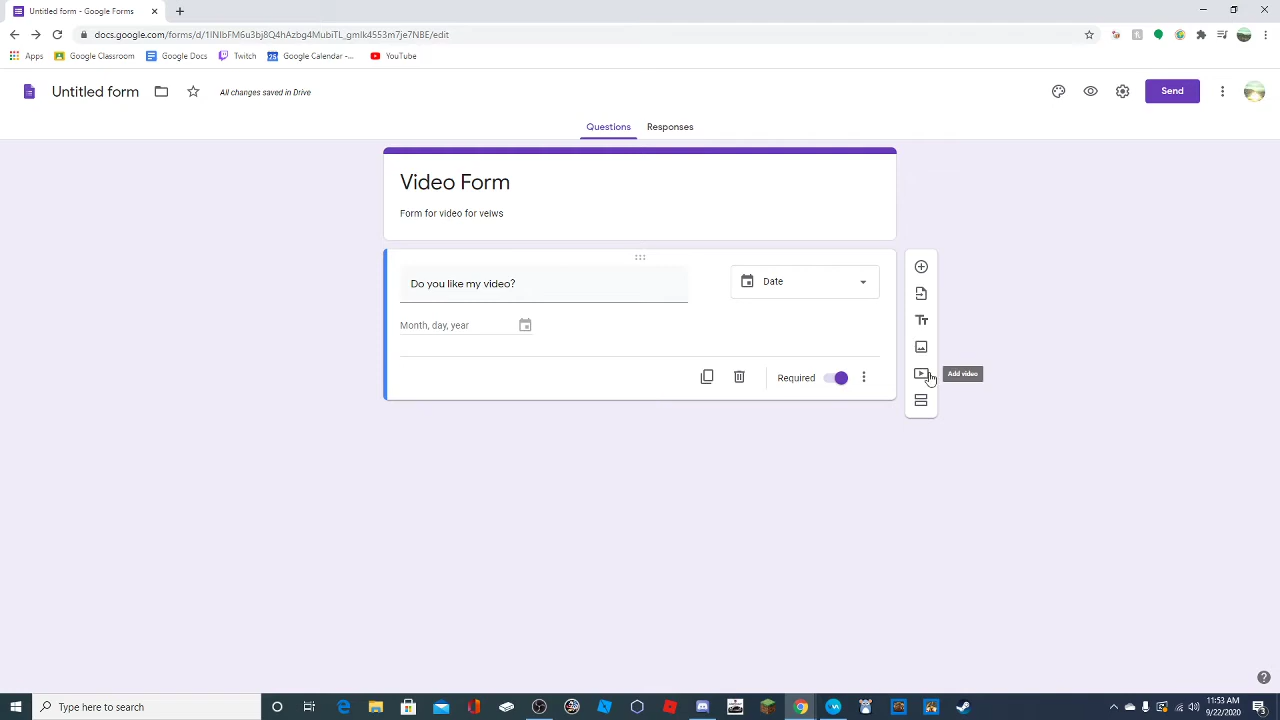 Untitled form - Google Forms
docs.google.com/forms/d/1INIbFM6u3bj8Q4hAzbg4MubiTL_gmIk4553m7je7NBE/edit
Apps
Google Classroom
Google Docs
Twitch
Google Calendar -...
YouTube
Untitled form
All changes saved in Drive
Send
Questions
Responses
Video Form
Form for video for veiws
Do you like my video?
Date
Month, day, year
Required
Add video
Type here to search
11:53 AM
9/22/2020